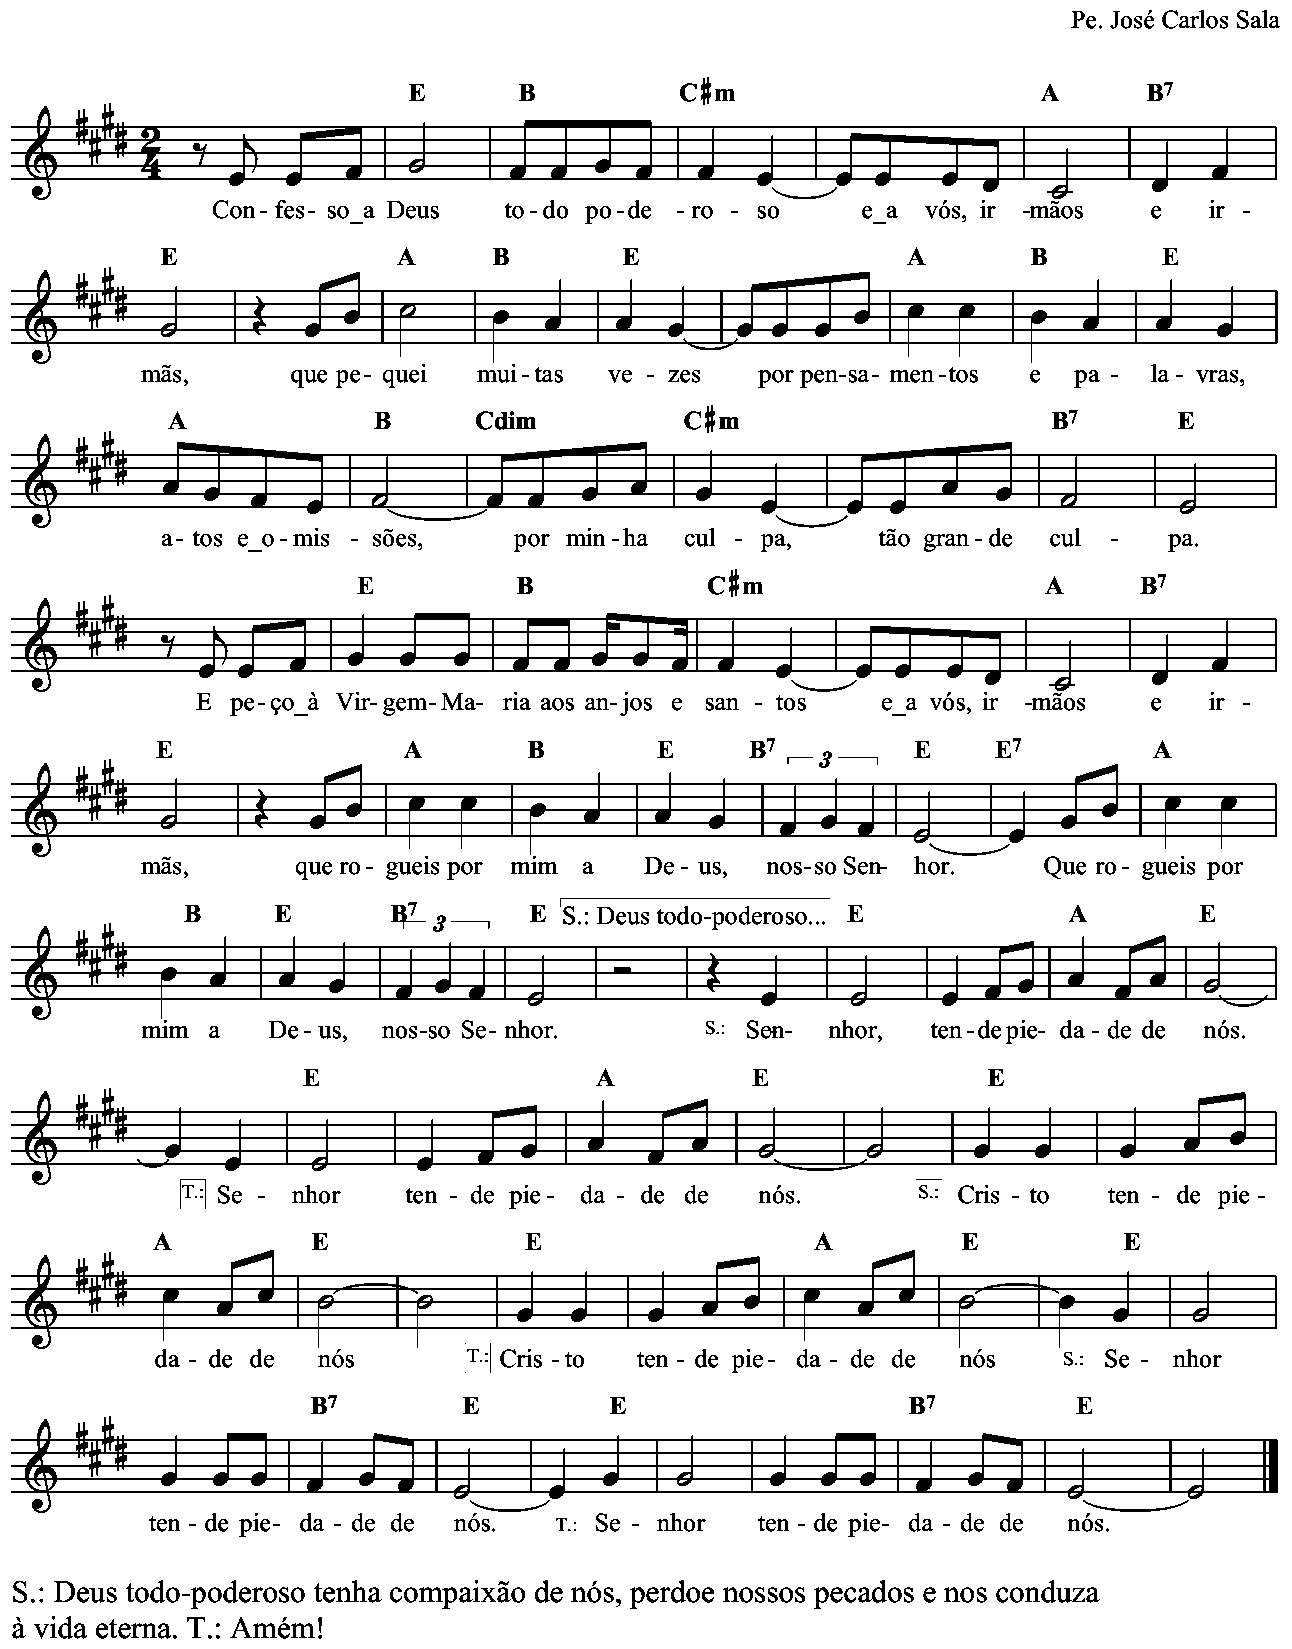 Pe. José Carlos Sala
E B C#m A B7
2 4
Con-fes- so_a Deus to-do po-de - ro - so e_a vós, ir -mãos e ir -
E A B E A B E
mãs, que pe- quei mui-tas ve - zes por pen-sa-men-tos e pa - la - vras,
A B Cdim C#m B7 E
a- tos e_o-mis - sões, por min-ha cul - pa, tão gran-de cul - pa.
E B C#m A B7
E pe-ço_à Vir-gem-Ma- ria aos an-jos e san - tos e_a vós, ir -mãos e ir -
E A B E B7 3 E E7 A
mãs, que ro- gueis por mim a De- us, nos-so Sen- hor. Que ro- gueis por
B E B7 3 E S.: Deus todo-poderoso... E A E
mim a De- us, nos-so Se-nhor. S.: Sen- nhor, ten-de pie- da - de de nós.
E A E E
T.: Se - nhor ten - de pie- da- de de nós. S.: Cris - to ten - de pie -
A E E A E E
da- de de nós T.: Cris - to ten- de pie- da- de de nós S.: Se - nhor
B7 E E B7 E
ten- de pie- da- de de nós. T.: Se - nhor ten - de pie- da- de de nós.
S.: Deus todo-poderoso tenha compaixão de nós, perdoe nossos pecados e nos conduza
à vida eterna. T.: Amém!